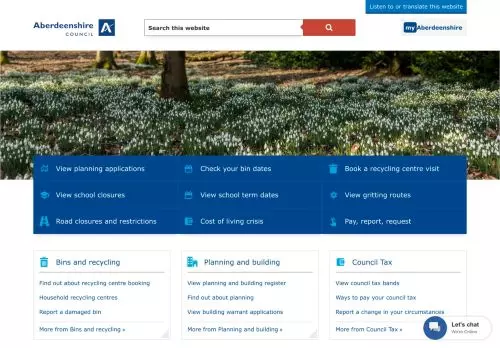 Listen to or translate this website
Aberdeenshire
COUNCIL
Search this website
myAberdeenshire
View planning applications
Check your bin dates
Book a recycling centre visit
View school closures
View school term dates
View gritting routes
Road closures and restrictions
Cost of living crisis
Pay, report, request
Bins and recycling
Planning and building
Council Tax
Find out about recycling centre booking
View planning and building register
View council tax bands
Household recycling centres
Find out about planning
Ways to pay your council tax
Report a damaged bin
View building warrant applications
Report a change in your circumstances
More from Bins and recycling »
More from Planning and building »
More from Council Tax »
Let's chat
We're Online